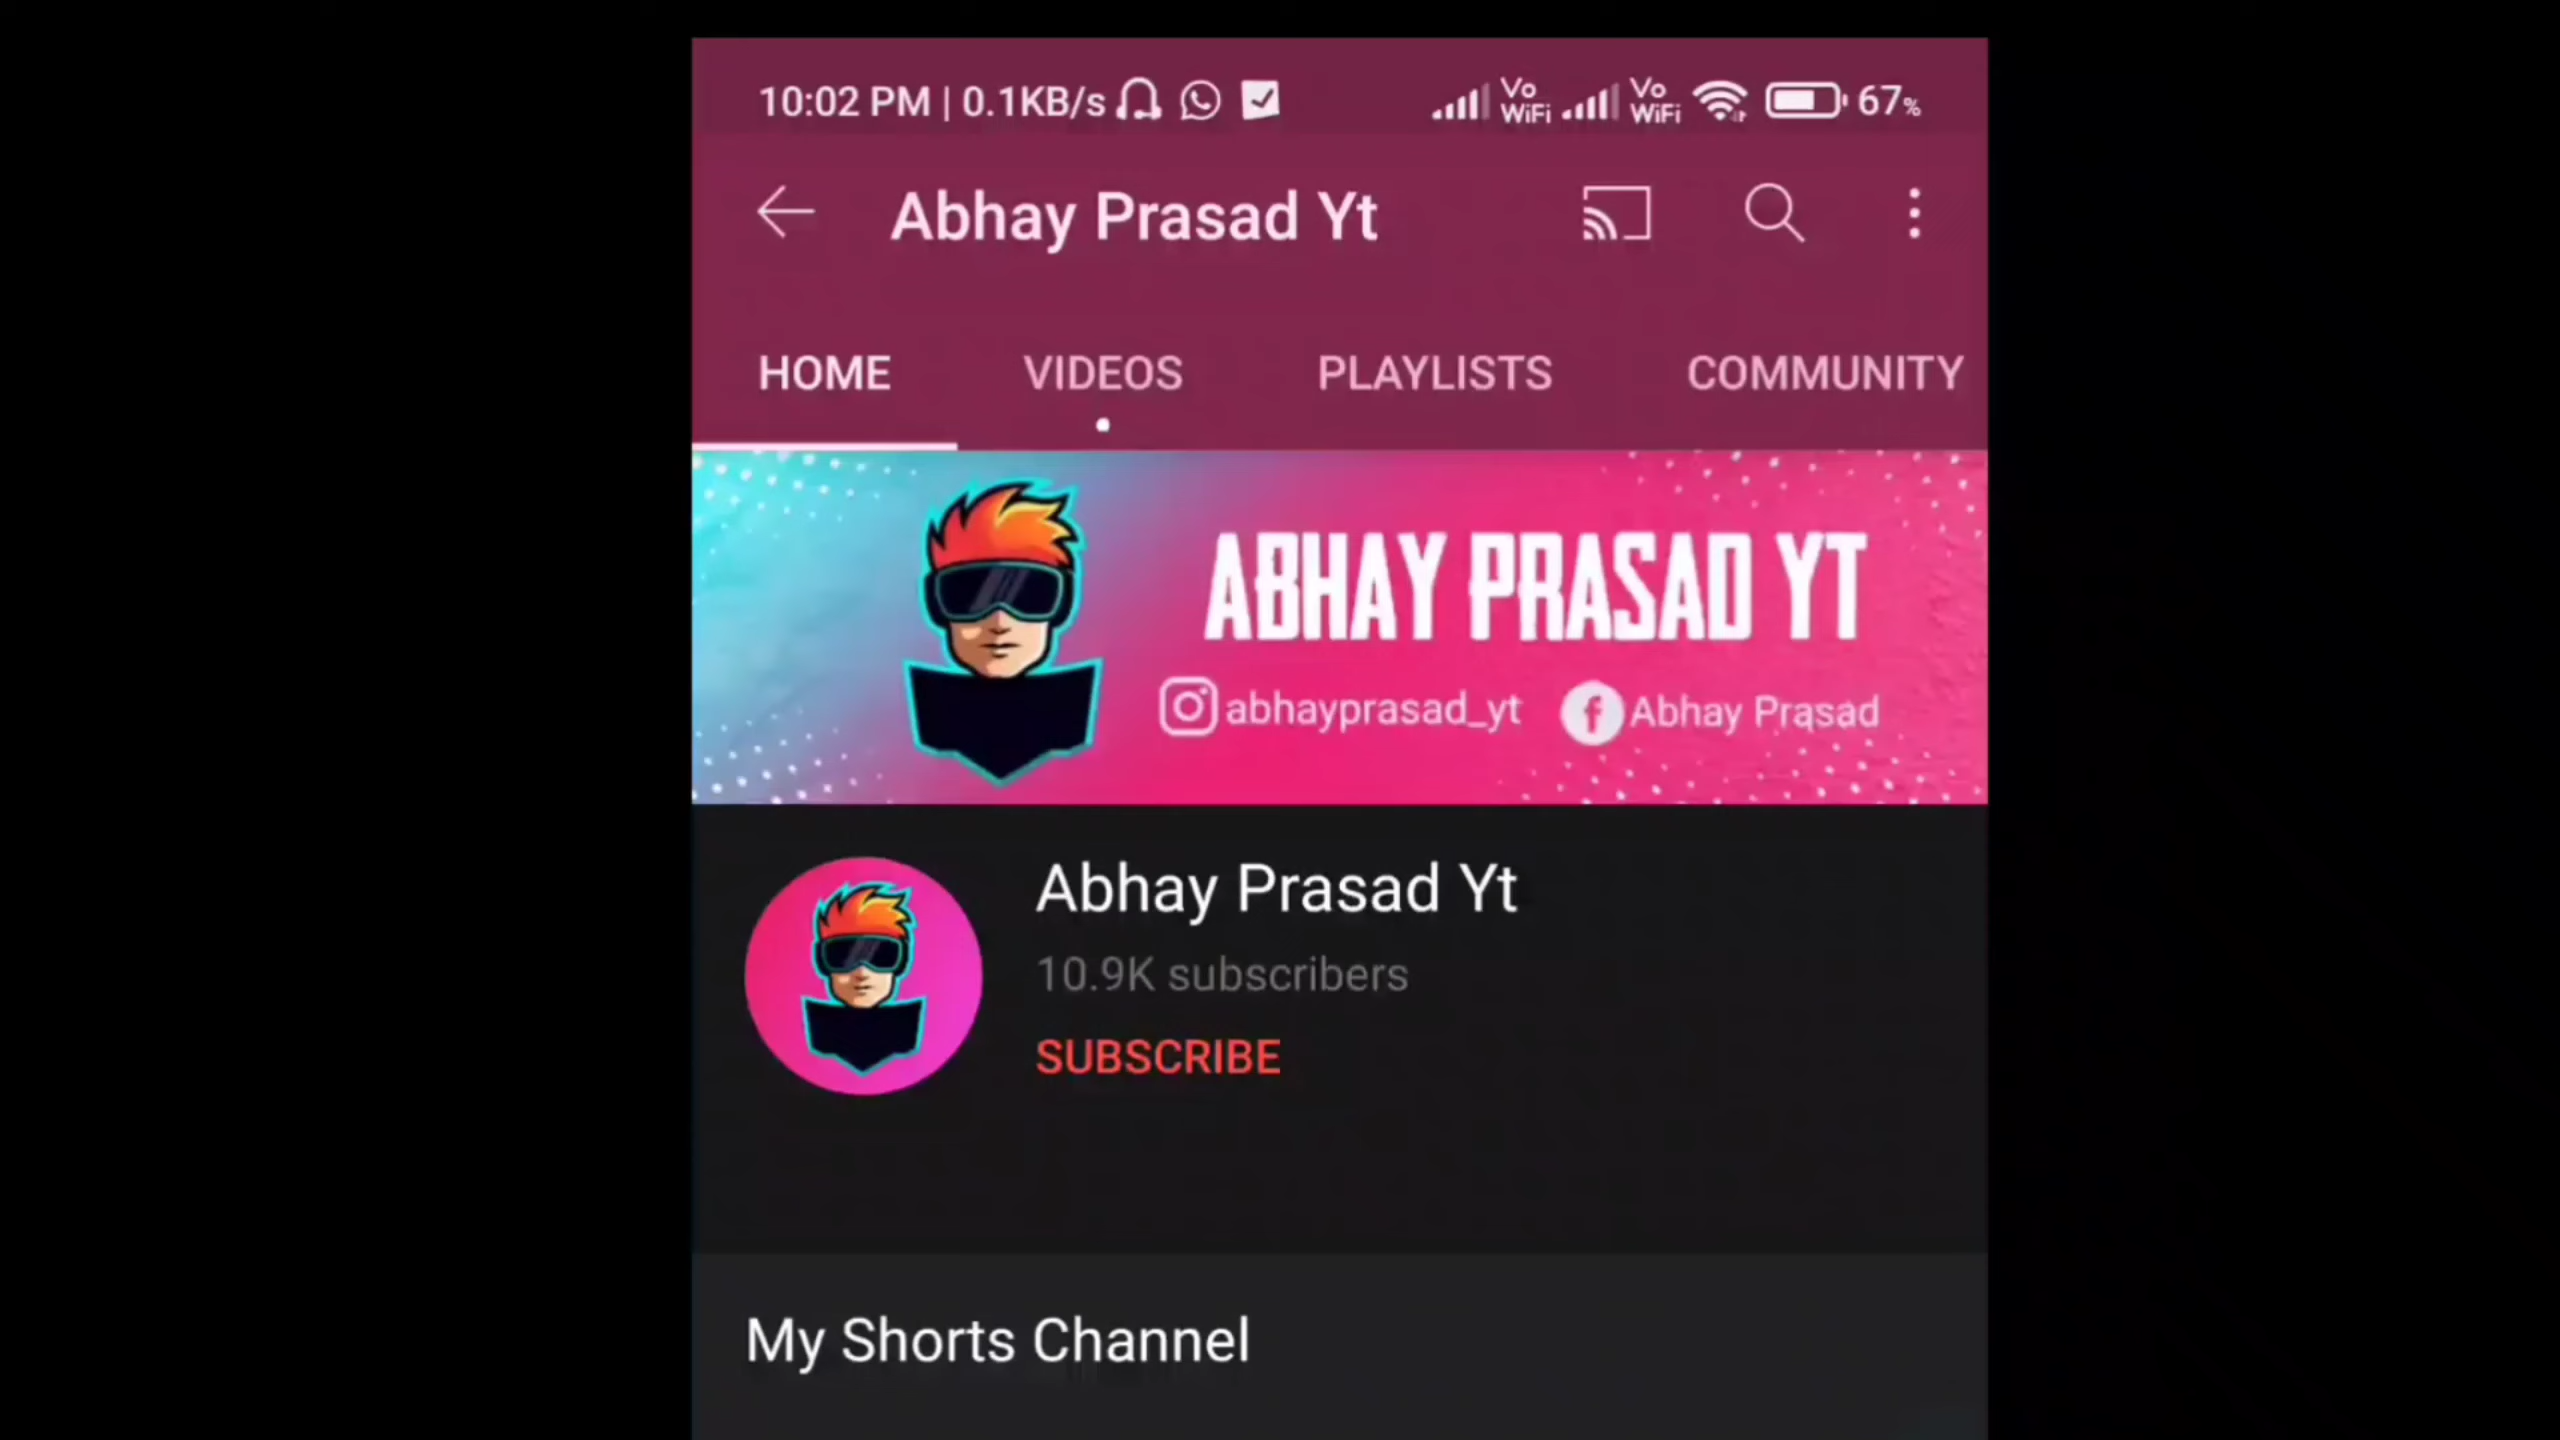 10:02 PM | 0.1KB/s Vo WiFi Vo WiFi 67%
Abhay Prasad Yt
HOME VIDEOS PLAYLISTS COMMUNITY
ABHAY PRASAD YT
abhayprasad_yt Abhay Prasad
Abhay Prasad Yt
10.9K subscribers
SUBSCRIBE
My Shorts Channel